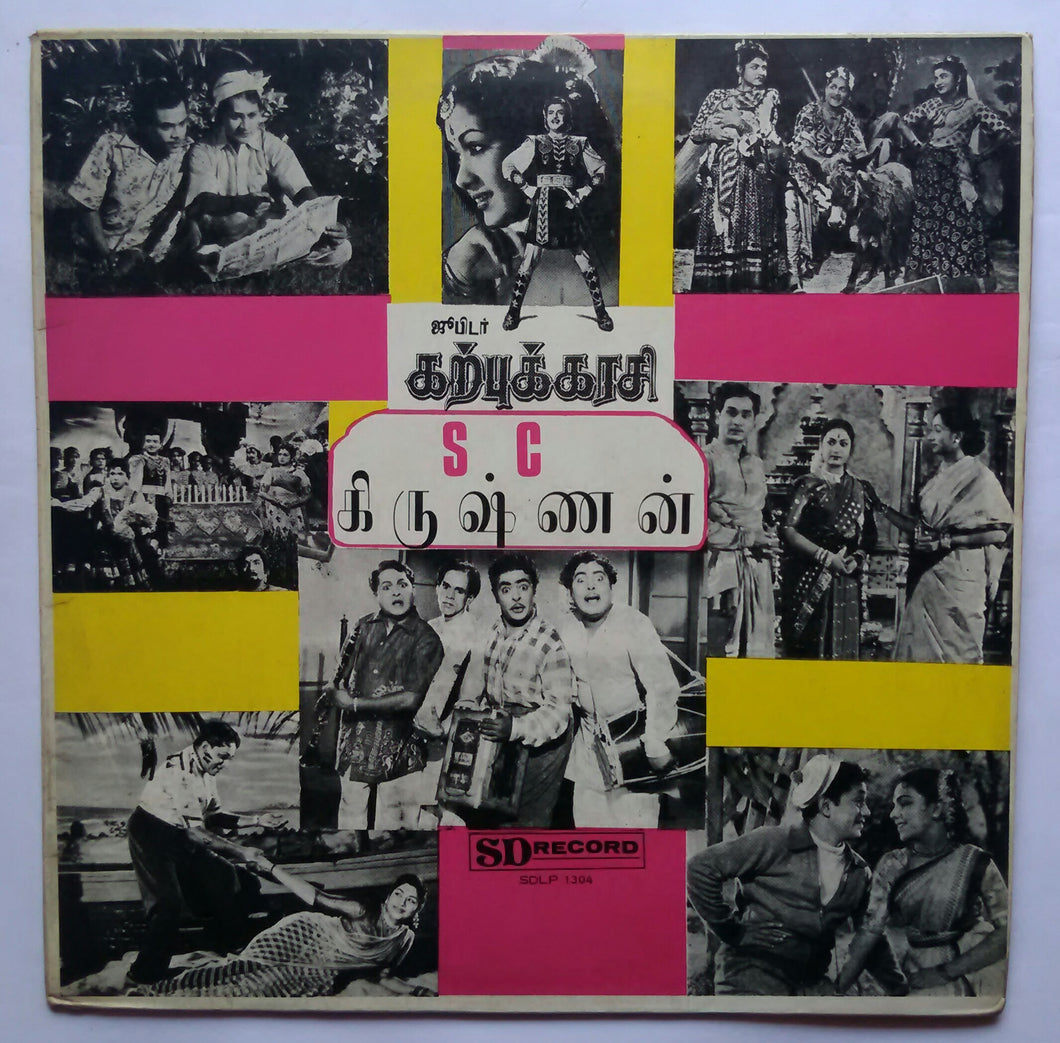 ஜுபிடர்
கற்புக்கரசி
S C
கிருஷ்ணன்
SD RECORD
SDLP 1304